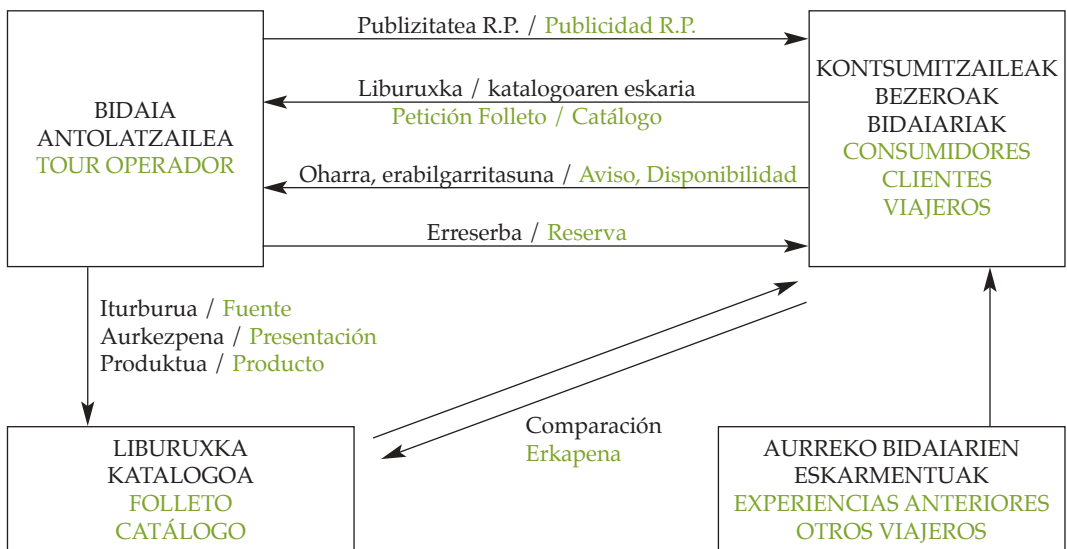 Publizitatea R.P. / Publicidad R.P.
BIDAIA
ANTOLATZAILEA
TOUR OPERADOR
Liburuxka / katalogoaren eskaria
Petición Folleto / Catálogo
Oharra, erabilgarritasuna / Aviso, Disponibilidad
Erreserba / Reserva
KONTSUMITZAILEAK
BEZEROAK
BIDAIARIAK
CONSUMIDORES
CLIENTES
VIAJEROS
Iturburua / Fuente
Aurkezpena / Presentación
Produktua / Producto
Comparación
Erkapena
LIBURUXKA
KATALOGOA
FOLLETO
CATÁLOGO
AURREKO BIDAIARIEN
ESKARMENTUAK
EXPERIENCIAS ANTERIORES
OTROS VIAJEROS